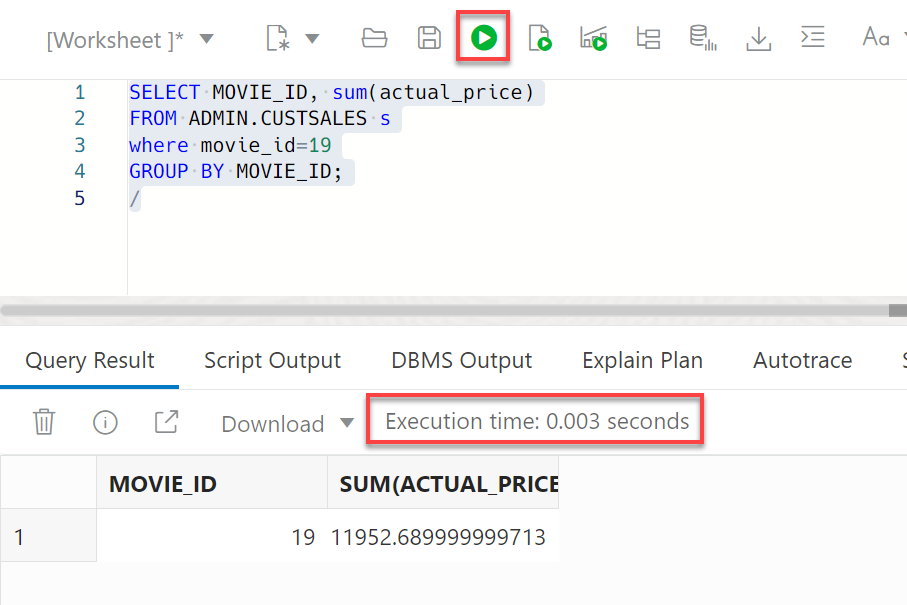 [Worksheet ]*
Aa
1 SELECT MOVIE_ID, sum(actual_price)
2 FROM ADMIN.CUSTSALES s
3 where movie_id=19
4 GROUP BY MOVIE_ID;
5 /
Query Result Script Output DBMS Output Explain Plan Autotrace
Download Execution time: 0.003 seconds
MOVIE_ID SUM(ACTUAL_PRICE
1 19 11952.689999999713